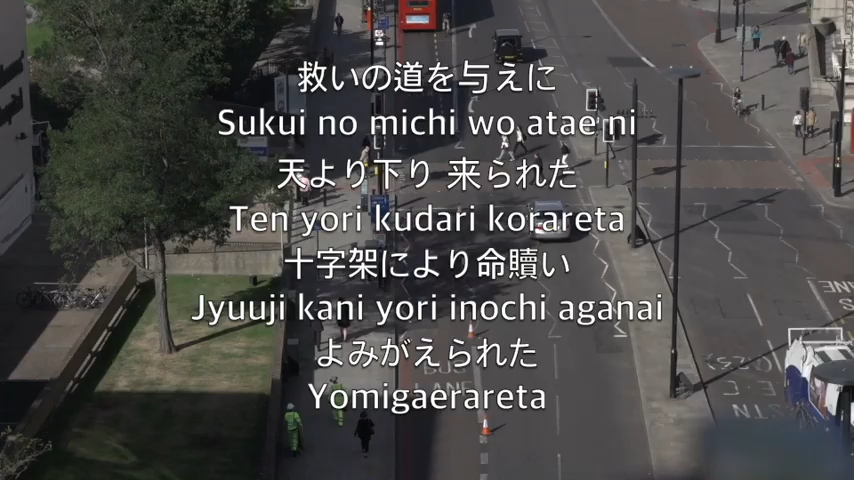 救いの道を与えに
Sukui no michi wo atae ni
天より下り 来られた
Ten yori kudari korareta
十字架により命贖い
Jyuuji kani yori inochi aganai
よみがえられた
Yomigaerareta
BUS
LANE